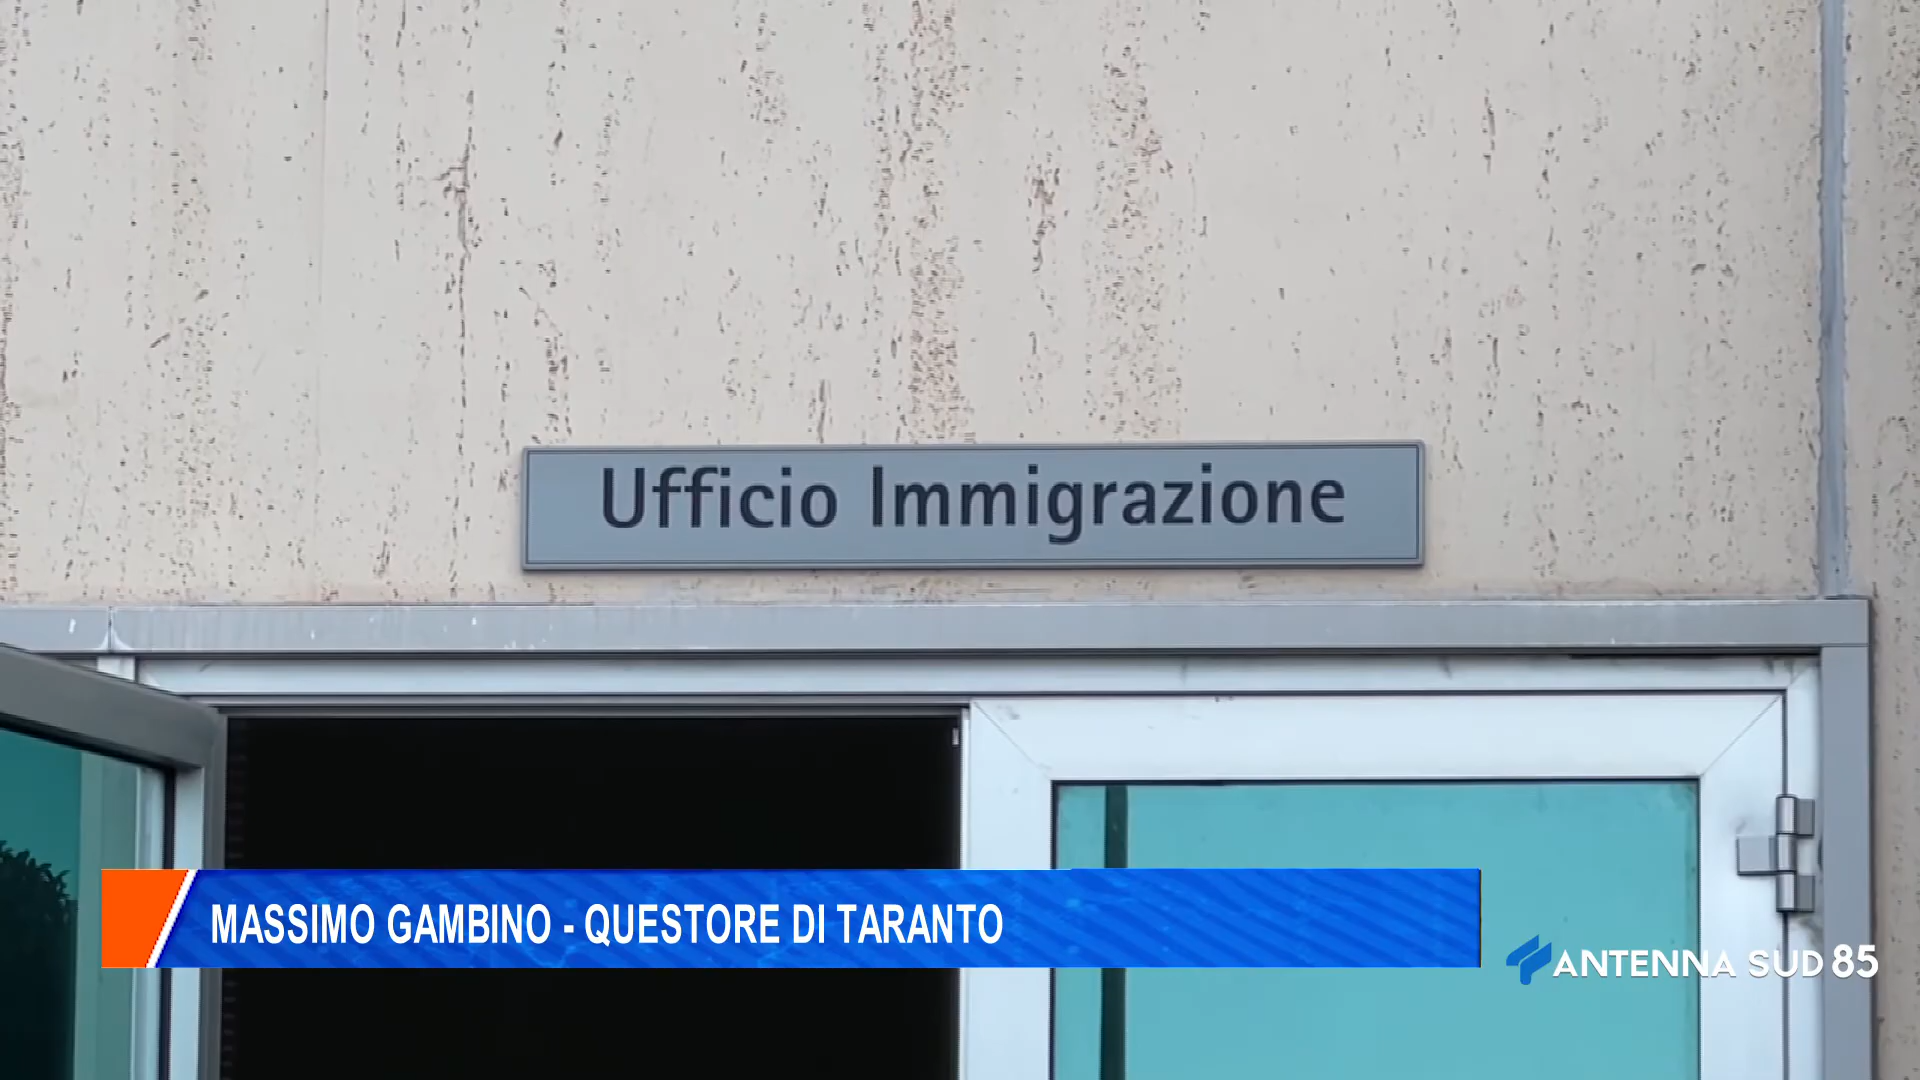 Ufficio Immigrazione
MASSIMO GAMBINO - QUESTORE DI TARANTO
ANTENNA SUD 85